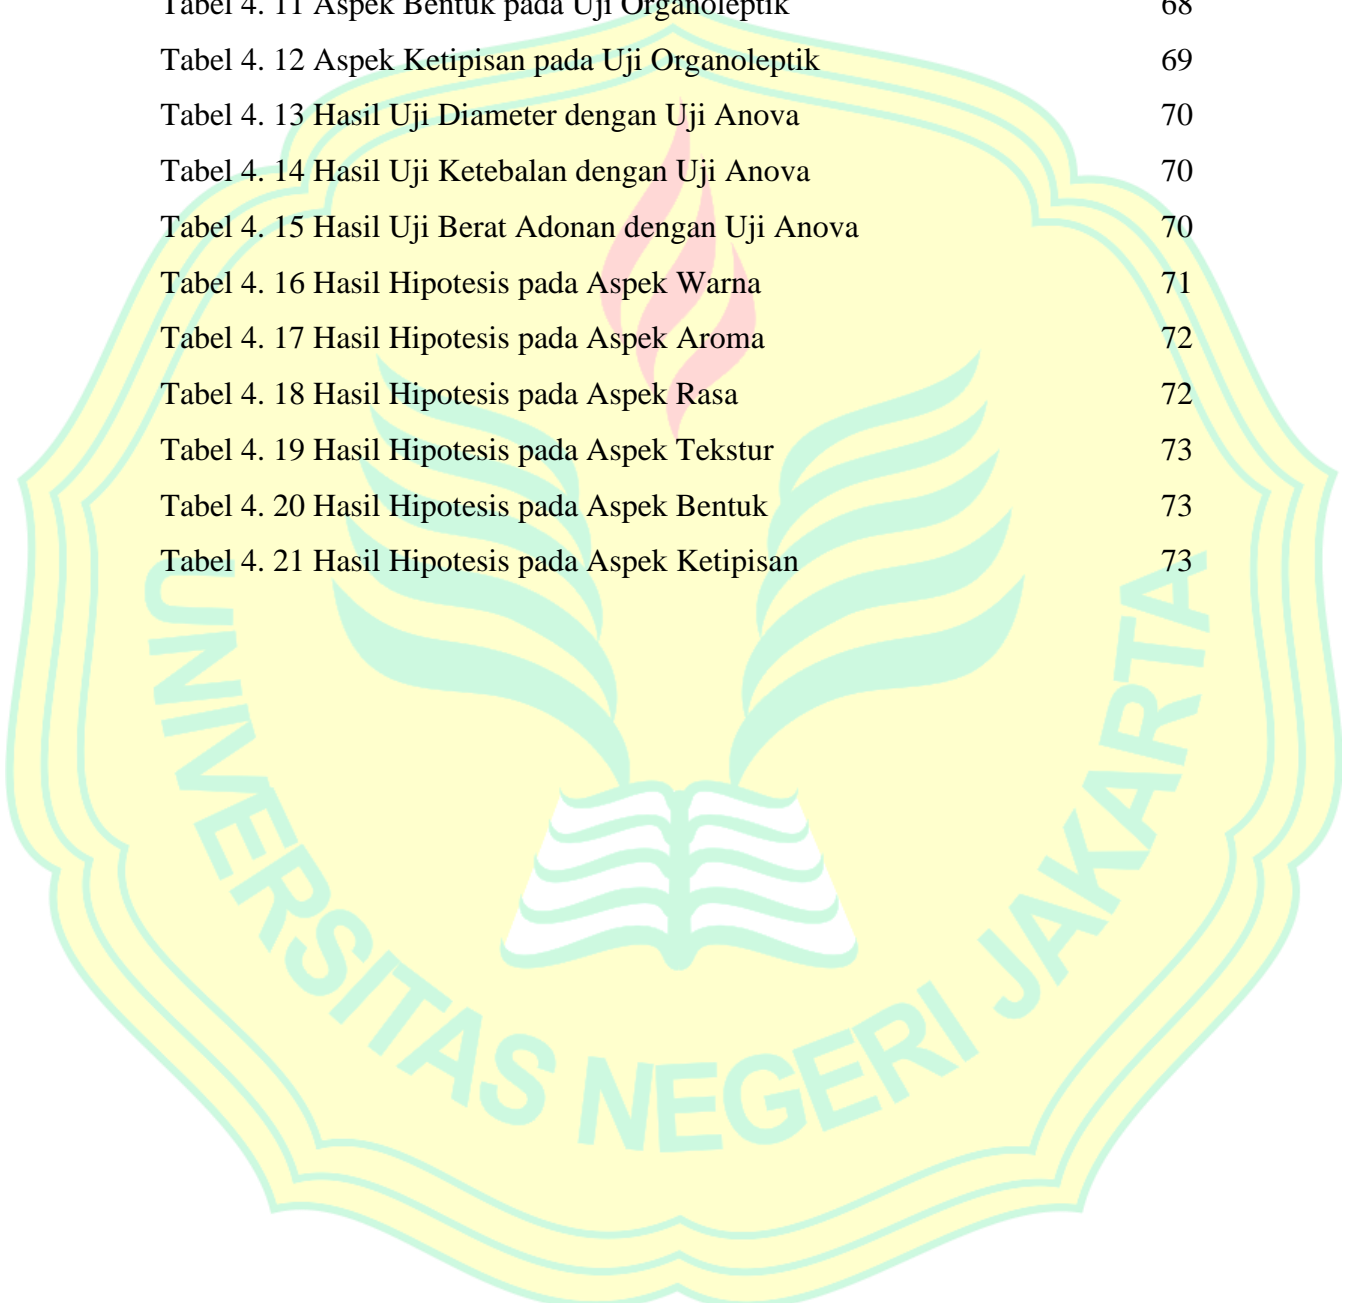 Tabel 4. 11 Aspek Bentuk pada Uji Organoleptik 68
Tabel 4. 12 Aspek Ketipisan pada Uji Organoleptik 69
Tabel 4. 13 Hasil Uji Diameter dengan Uji Anova 70
Tabel 4. 14 Hasil Uji Ketebalan dengan Uji Anova 70
Tabel 4. 15 Hasil Uji Berat Adonan dengan Uji Anova 70
Tabel 4. 16 Hasil Hipotesis pada Aspek Warna 71
Tabel 4. 17 Hasil Hipotesis pada Aspek Aroma 72
Tabel 4. 18 Hasil Hipotesis pada Aspek Rasa 72
Tabel 4. 19 Hasil Hipotesis pada Aspek Tekstur 73
Tabel 4. 20 Hasil Hipotesis pada Aspek Bentuk 73
Tabel 4. 21 Hasil Hipotesis pada Aspek Ketipisan 73
UNIVERSITAS NEGERI JAKARTA